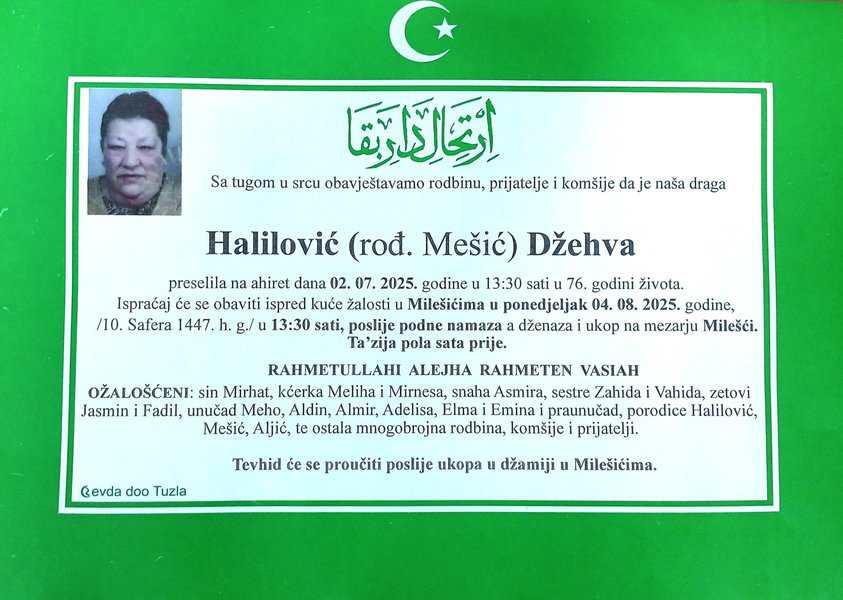 اِرْتِحَالِ دَارِ بَقَا
Sa tugom u srcu obavještavamo rodbinu, prijatelje i komšije da je naša draga
Halilović (rođ. Mešić) Džehva
preselila na ahiret dana 02. 07. 2025. godine u 13:30 sati u 76. godini života.
Ispraćaj će se obaviti ispred kuće žalosti u Milešićima u ponedjeljak 04. 08. 2025. godine,
/10. Safera 1447. h. g./ u 13:30 sati, poslije podne namaza a dženaza i ukop na mezarju Milešći.
Ta'zija pola sata prije.
RAHMETULLAHI ALEJHA RAHMETEN VASIAH
OŽALOŠĆENI: sin Mirhat, kćerka Meliha i Mirnesa, snaha Asmira, sestre Zahida i Vahida, zetovi
Jasmin i Fadil, unučad Meho, Aldin, Almir, Adelisa, Elma i Emina i praunučad, porodice Halilović,
Mešić, Aljić, te ostala mnogobrojna rodbina, komšije i prijatelji.
Tevhid će se proučiti poslije ukopa u džamiji u Milešićima.
Ćevda doo Tuzla